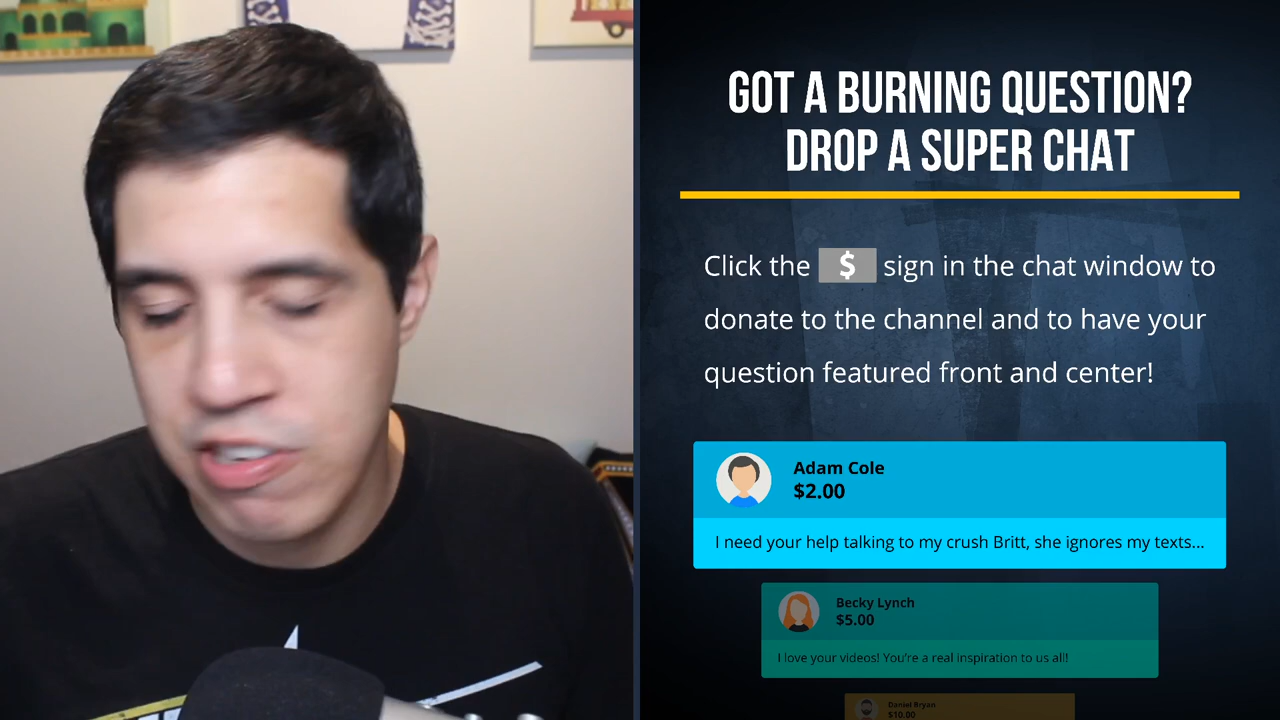 GOT A BURNING QUESTION?
DROP A SUPER CHAT
Click the $ sign in the chat window to
donate to the channel and to have your
question featured front and center!
Adam Cole
$2.00
I need your help talking to my crush Britt, she ignores my texts...
Becky Lynch
$5.00
I love your videos! You're a real inspiration to us all!
Daniel Bryan
$10.00